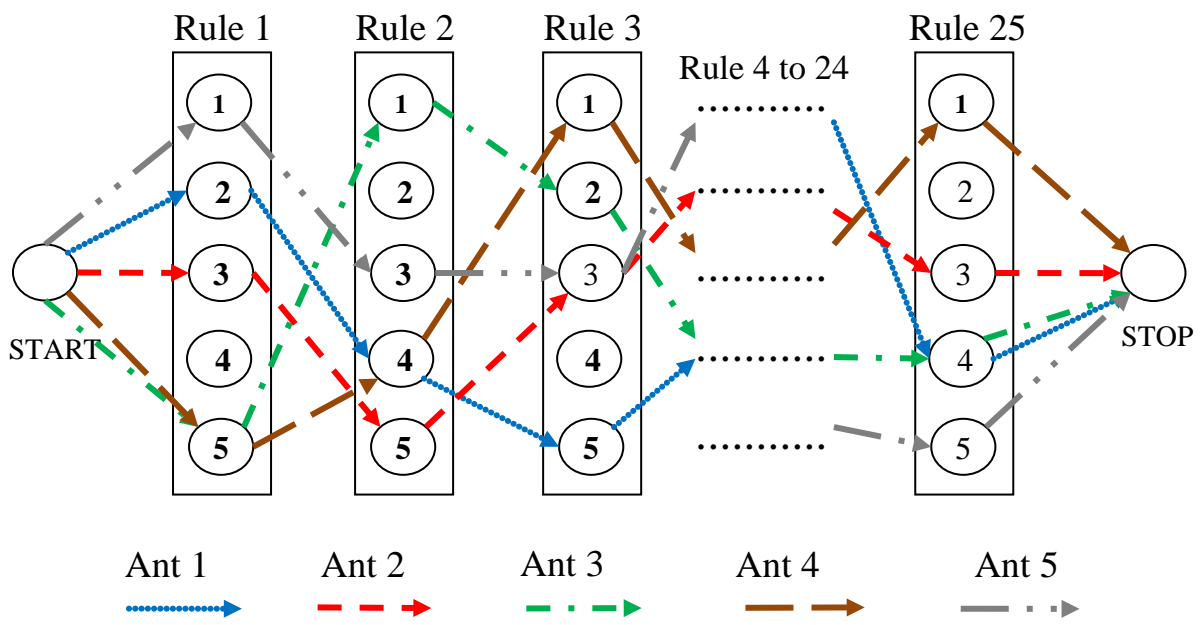 Rule 1 Rule 2 Rule 3 Rule 25
Rule 4 to 24
1 1 1 1
2 2 2 2
3 3 3 3
START STOP
4 4 4 4
5 5 5 5
Ant 1 Ant 2 Ant 3 Ant 4 Ant 5